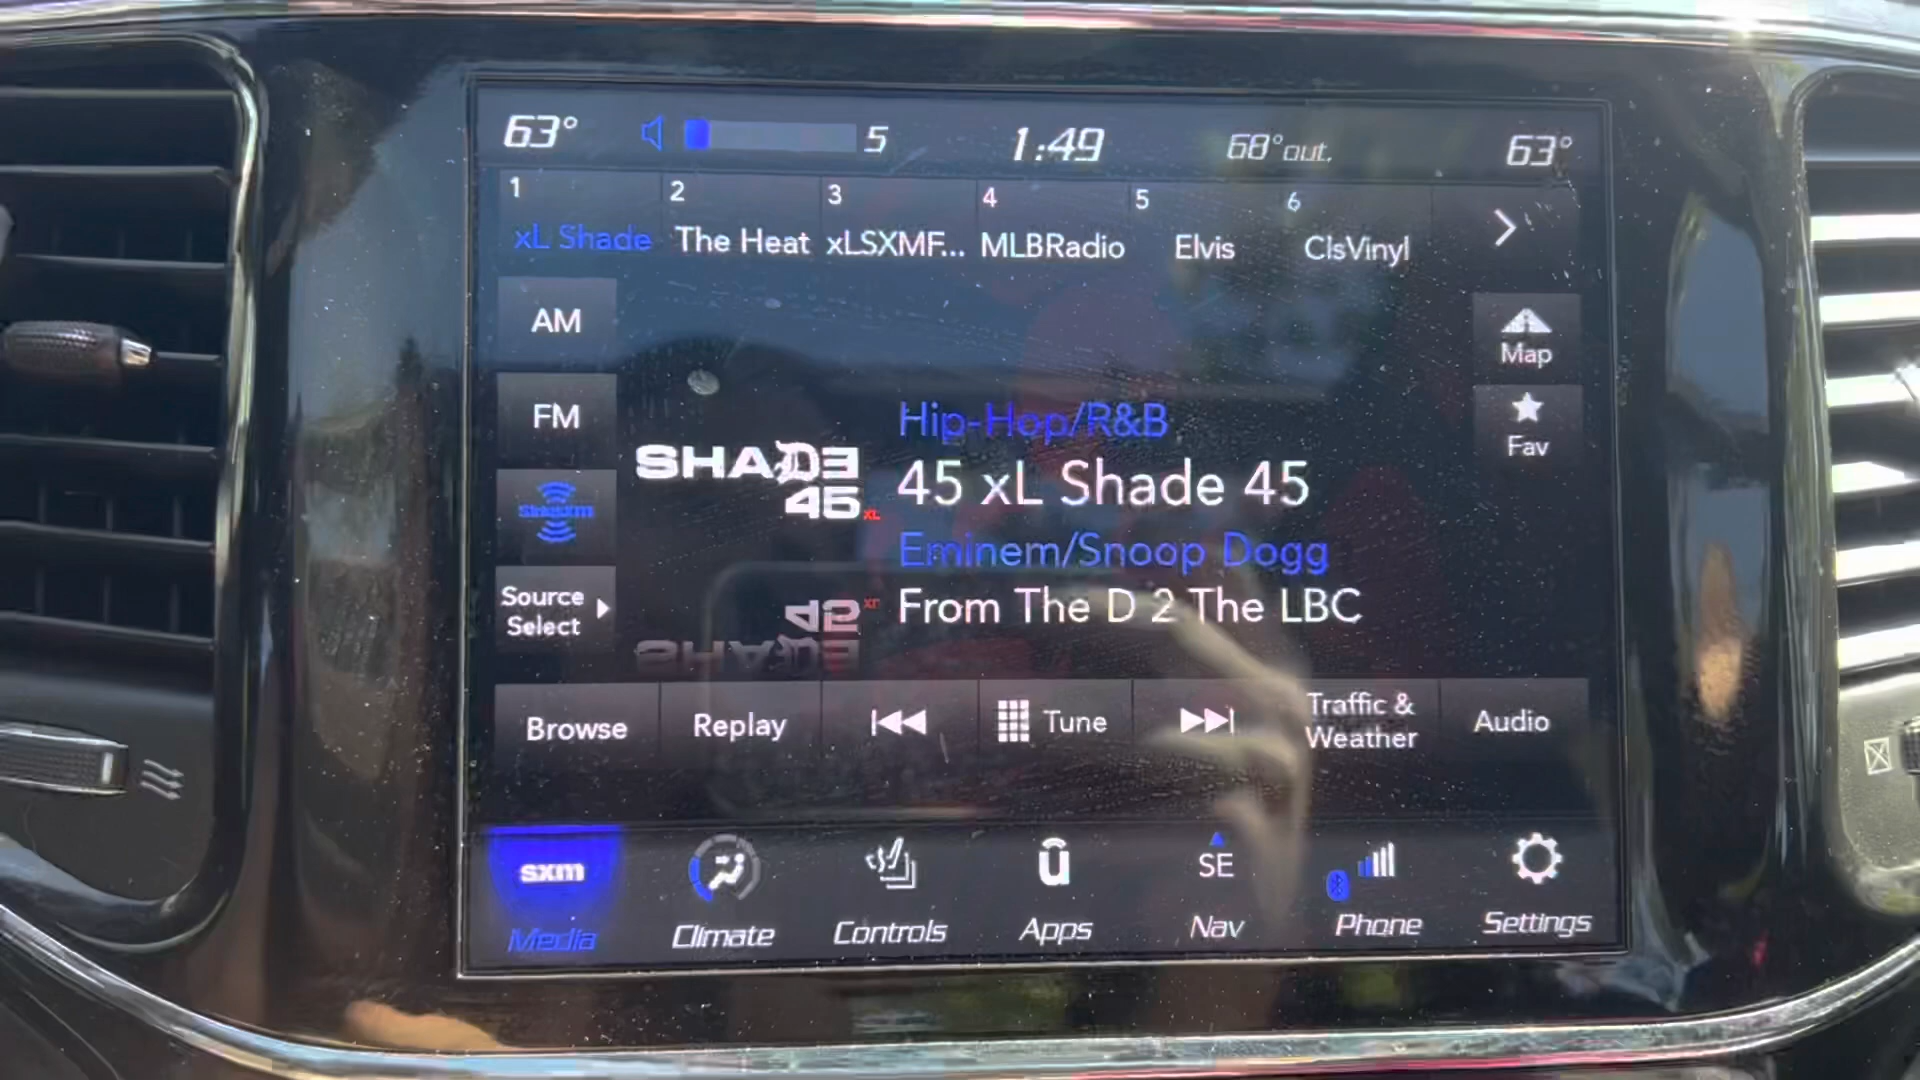 63° 5 1:49 68°out. 63°
1 2 3 4 5 6
xL Shade The Heat xLSXMF... MLBRadio Elvis ClsVinyl
AM
Map
FM
Fav
Hip-Hop/R&B
SHADE
45 XL
45 xL Shade 45
siriusxm
Eminem/Snoop Dogg
From The D 2 The LBC
Source
Select
Browse Replay Tune Traffic &
Weather Audio
sxm
SE
Media Climate Controls Apps Nav Phone Settings